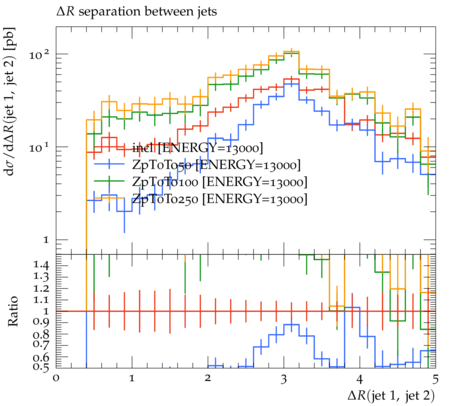 ΔR separation between jets
dσ/dΔR(jet 1, jet 2) [pb]
10²
10¹
1
incl [ENERGY=13000]
ZpToTo50 [ENERGY=13000]
ZpToTo100 [ENERGY=13000]
ZpToTo250 [ENERGY=13000]
Ratio
1.4
1.3
1.2
1.1
1
0.9
0.8
0.7
0.6
0.5
0 1 2 3 4 5
ΔR(jet 1, jet 2)